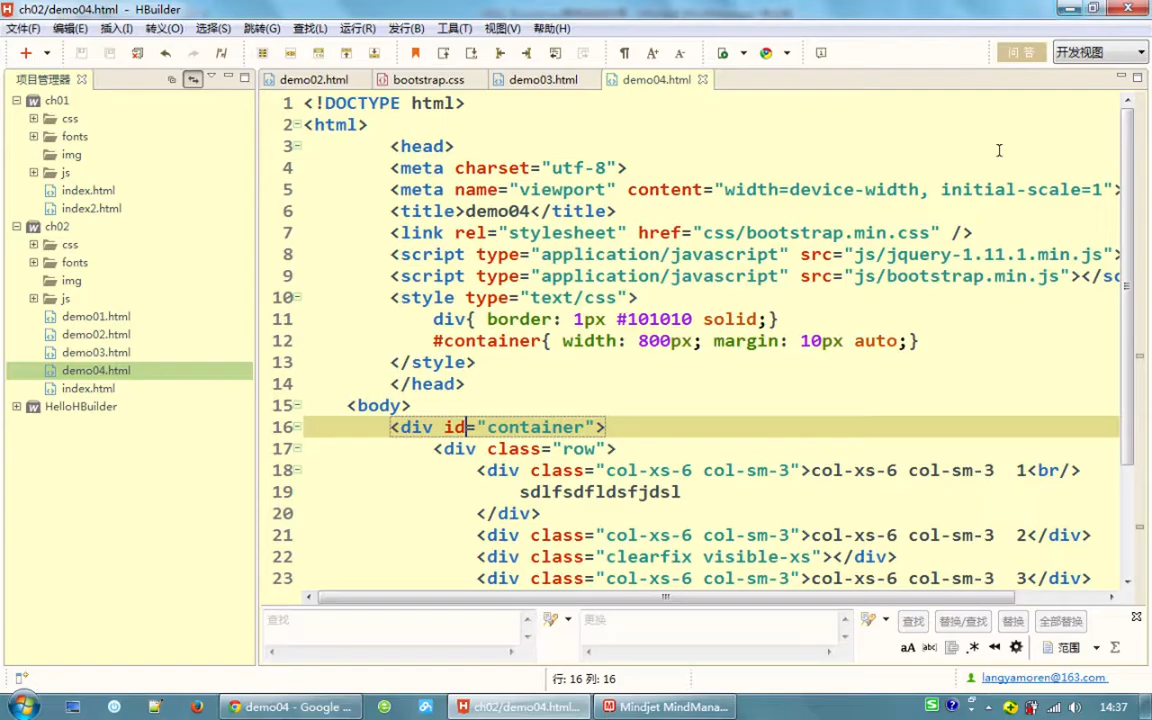 ch02/demo04.html - HBuilder
文件(F) 编辑(E) 插入(I) 转义(O) 选择(S) 跳转(G) 查找(L) 运行(R) 发行(B) 工具(T) 视图(V) 帮助(H)
问答 开发视图
项目管理器 demo02.html bootstrap.css demo03.html demo04.html
ch01
css
fonts
img
js
index.html
index2.html
ch02
css
fonts
img
js
demo01.html
demo02.html
demo03.html
demo04.html
index.html
HelloHBuilder
1 <!DOCTYPE html>
2 <html>
3 <head>
4 <meta charset="utf-8">
5 <meta name="viewport" content="width=device-width, initial-scale=1">
6 <title>demo04</title>
7 <link rel="stylesheet" href="css/bootstrap.min.css" />
8 <script type="application/javascript" src="js/jquery-1.11.1.min.js">
9 <script type="application/javascript" src="js/bootstrap.min.js"></sc
10 <style type="text/css">
11 div{ border: 1px #101010 solid;}
12 #container{ width: 800px; margin: 10px auto;}
13 </style>
14 </head>
15 <body>
16 <div id="container">
17 <div class="row">
18 <div class="col-xs-6 col-sm-3">col-xs-6 col-sm-3 1<br/>
19 sdlfsdfldsfjdsl
20 </div>
21 <div class="col-xs-6 col-sm-3">col-xs-6 col-sm-3 2</div>
22 <div class="clearfix visible-xs"></div>
23 <div class="col-xs-6 col-sm-3">col-xs-6 col-sm-3 3</div>
查找 更换 查找 替换/查找 替换 全部替换
aA abc .* 范围 Σ
行: 16 列: 16 langyamoren@163.com
demo04 - Google ... ch02/demo04.html... Mindjet MindMana... 14:37